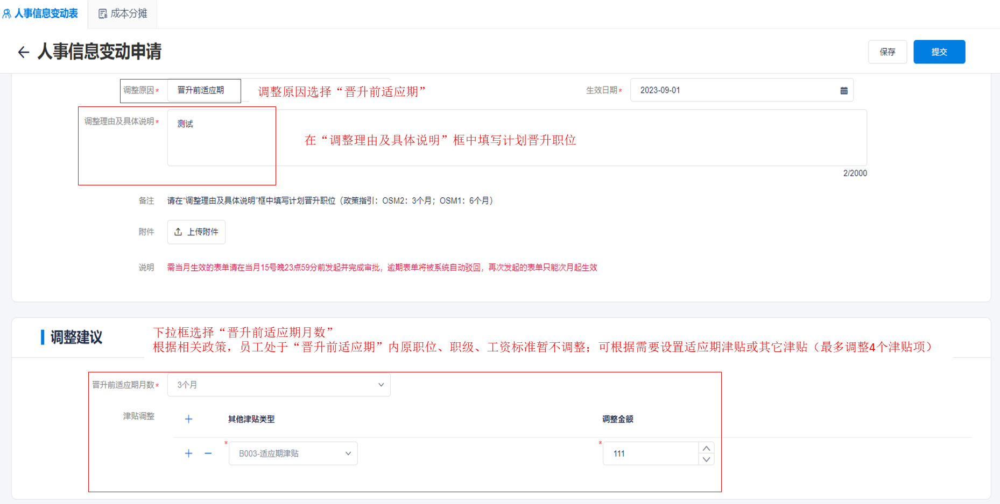 人事信息变动表 成本分摊
人事信息变动申请 保存 提交
调整原因* 晋升前适应期 调整原因选择“晋升前适应期” 生效日期* 2023-09-01
调整理由及具体说明* 测试
在“调整理由及具体说明”框中填写计划晋升职位
2/2000
备注 请在“调整理由及具体说明”框中填写计划晋升职位（政策指引：OSM2：3个月；OSM1：6个月）
附件 上传附件
说明 需当月生效的表单请在当月15号晚23点59分前发起并完成审批，逾期表单将被系统自动驳回，再次发起的表单只能次月起生效
调整建议
下拉框选择“晋升前适应期月数”
根据相关政策，员工处于“晋升前适应期”内原职位、职级、工资标准暂不调整；可根据需要设置适应期津贴或其它津贴（最多调整4个津贴项）
晋升前适应期月数* 3个月
津贴调整 + 其他津贴类型 调整金额
+ − * B003-适应期津贴 * 111